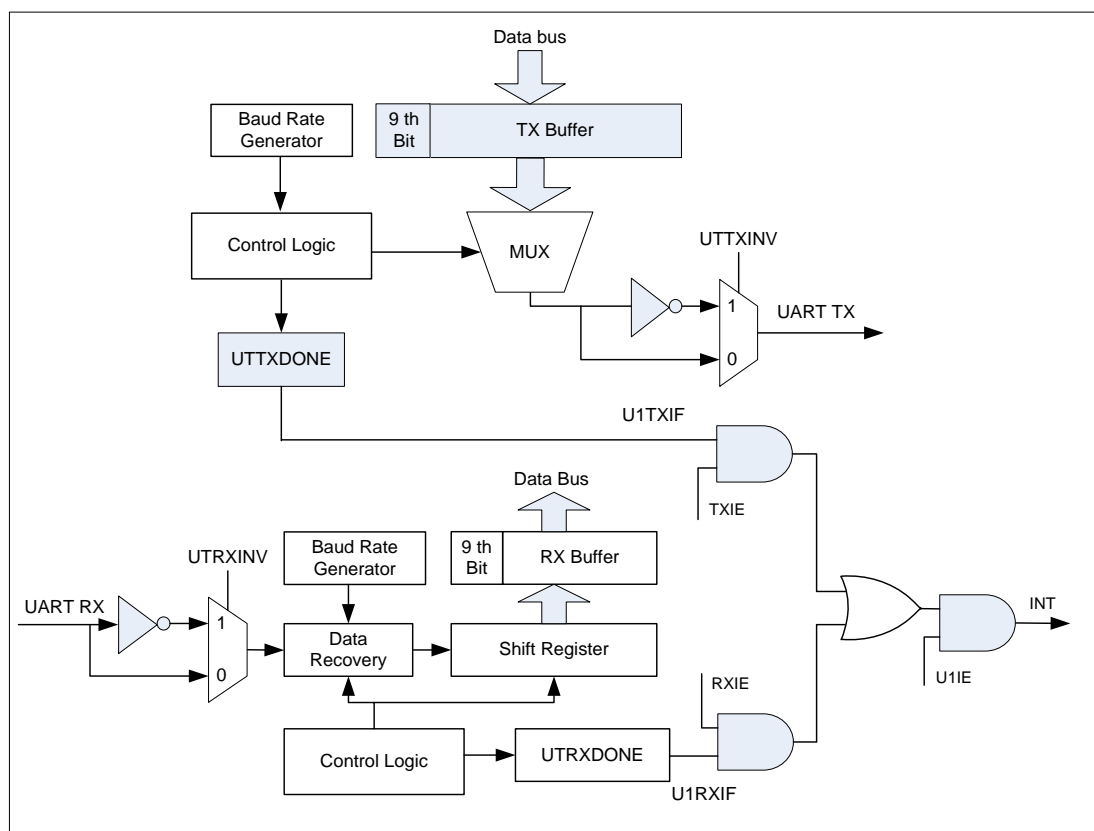 Data bus
Baud Rate
Generator
9 th
Bit
TX Buffer
Control Logic
MUX
UTTXINV
1
0
UART TX
UTTXDONE
U1TXIF
TXIE
Data Bus
Baud Rate
Generator
9 th
Bit
RX Buffer
UTRXINV
UART RX
1
0
Data
Recovery
Shift Register
INT
U1IE
RXIE
Control Logic
UTRXDONE
U1RXIF